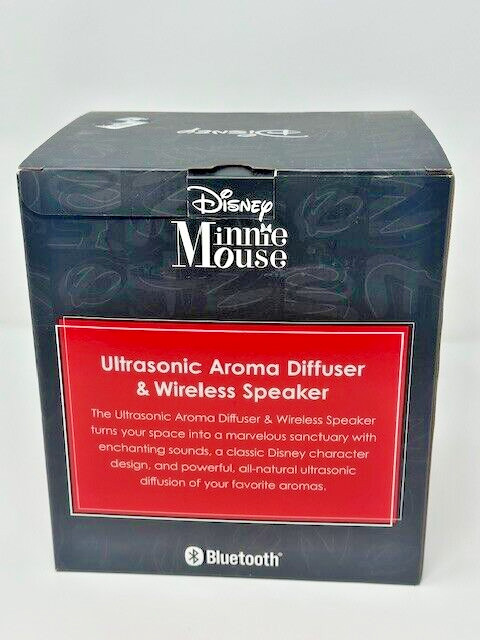 Disney
Disney
Minnie
Mouse
Ultrasonic Aroma Diffuser
& Wireless Speaker
The Ultrasonic Aroma Diffuser & Wireless Speaker
turns your space into a marvelous sanctuary with
enchanting sounds, a classic Disney character
design, and powerful, all-natural ultrasonic
diffusion of your favorite aromas.
Bluetooth®